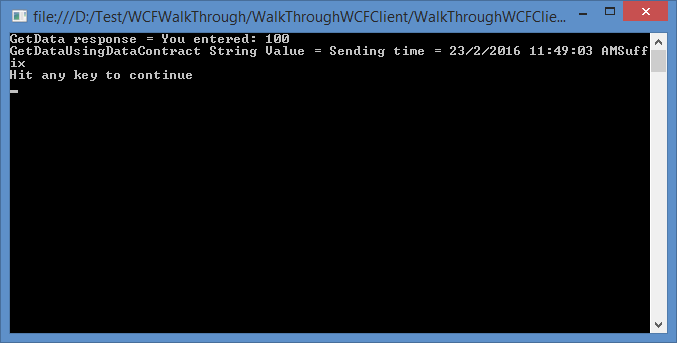 file:///D:/Test/WCFWalkThrough/WalkThroughWCFClient/WalkThroughWCFClie...
GetData response = You entered: 100
GetDataUsingDataContract String Value = Sending time = 23/2/2016 11:49:03 AMSuff
ix
Hit any key to continue